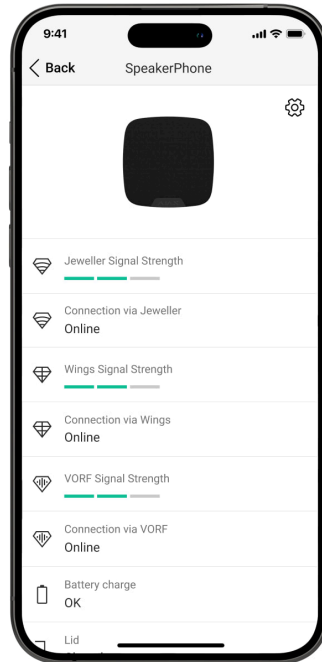 9:41
Back SpeakerPhone
Jeweller Signal Strength
Connection via Jeweller
Online
Wings Signal Strength
Connection via Wings
Online
VORF Signal Strength
Connection via VORF
Online
Battery charge
OK
Lid